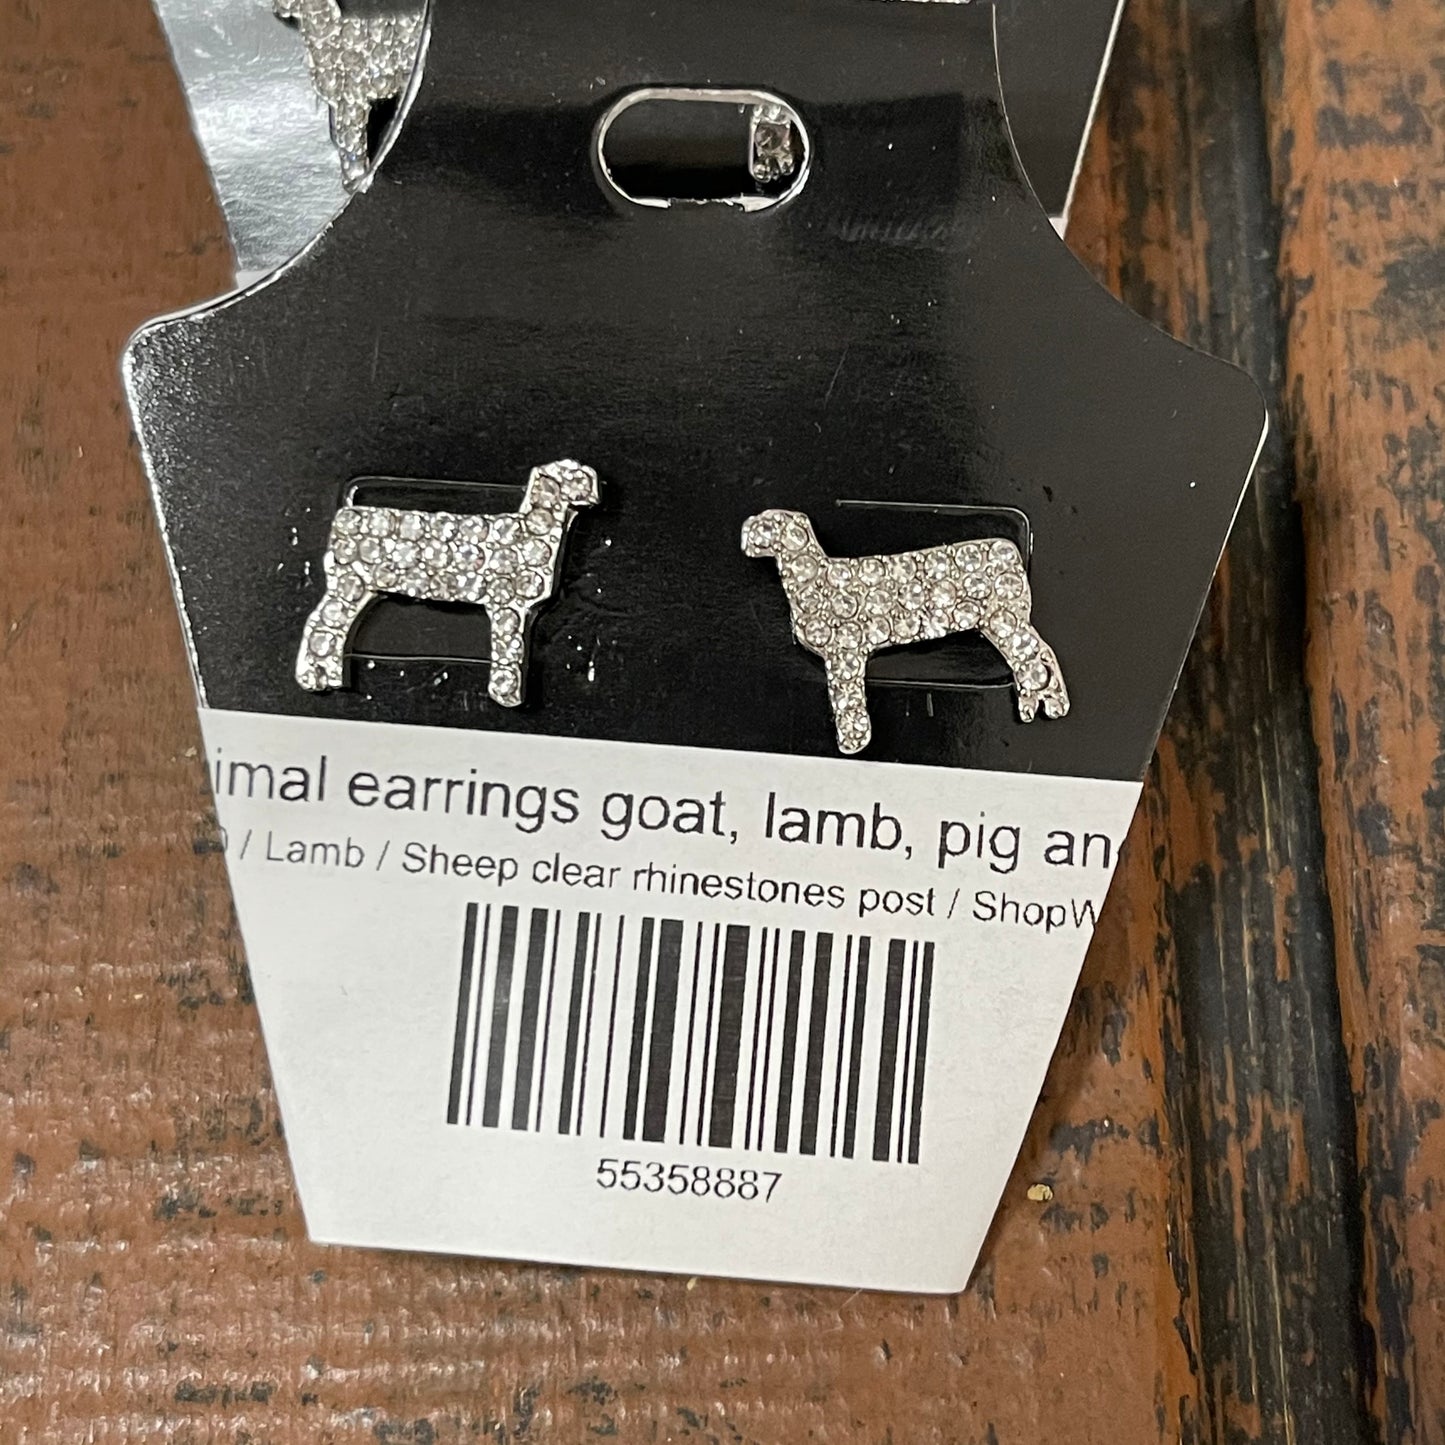 imal earrings goat, lamb, pig an
/ Lamb / Sheep clear rhinestones post / ShopW
55358887